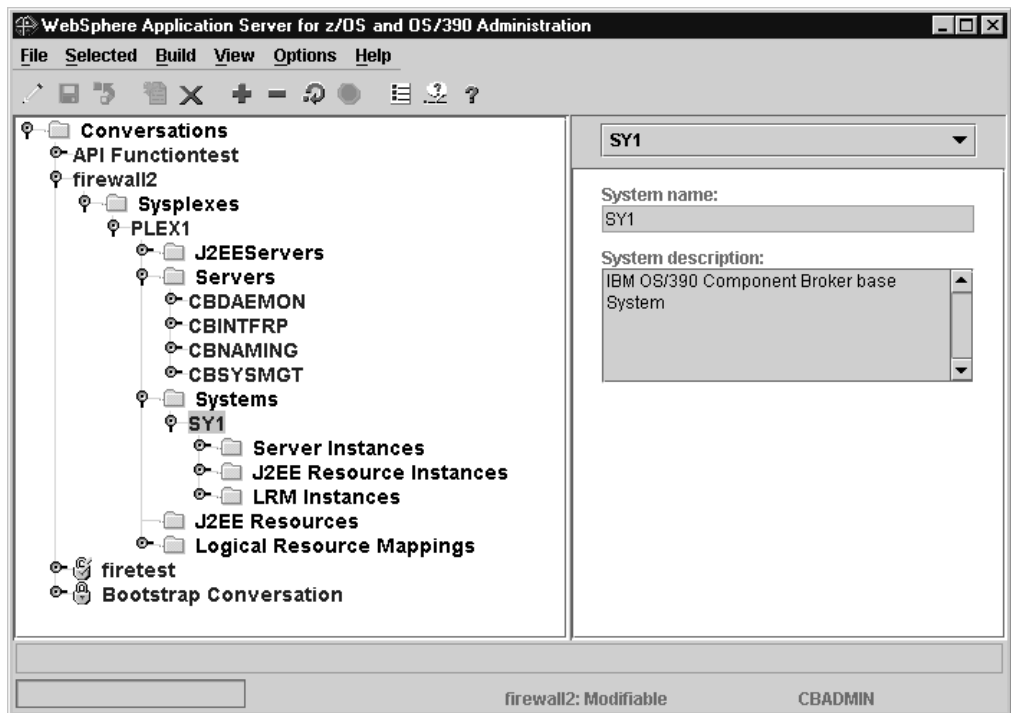 WebSphere Application Server for z/OS and OS/390 Administration
File Selected Build View Options Help
Conversations
API Functiontest
firewall2
Sysplexes
PLEX1
J2EEServers
Servers
CBDAEMON
CBINTFRP
CBNAMING
CBSYSMGT
Systems
SY1
Server Instances
J2EE Resource Instances
LRM Instances
J2EE Resources
Logical Resource Mappings
firetest
Bootstrap Conversation
SY1
System name:
SY1
System description:
IBM OS/390 Component Broker base
System
firewall2: Modifiable CBADMIN